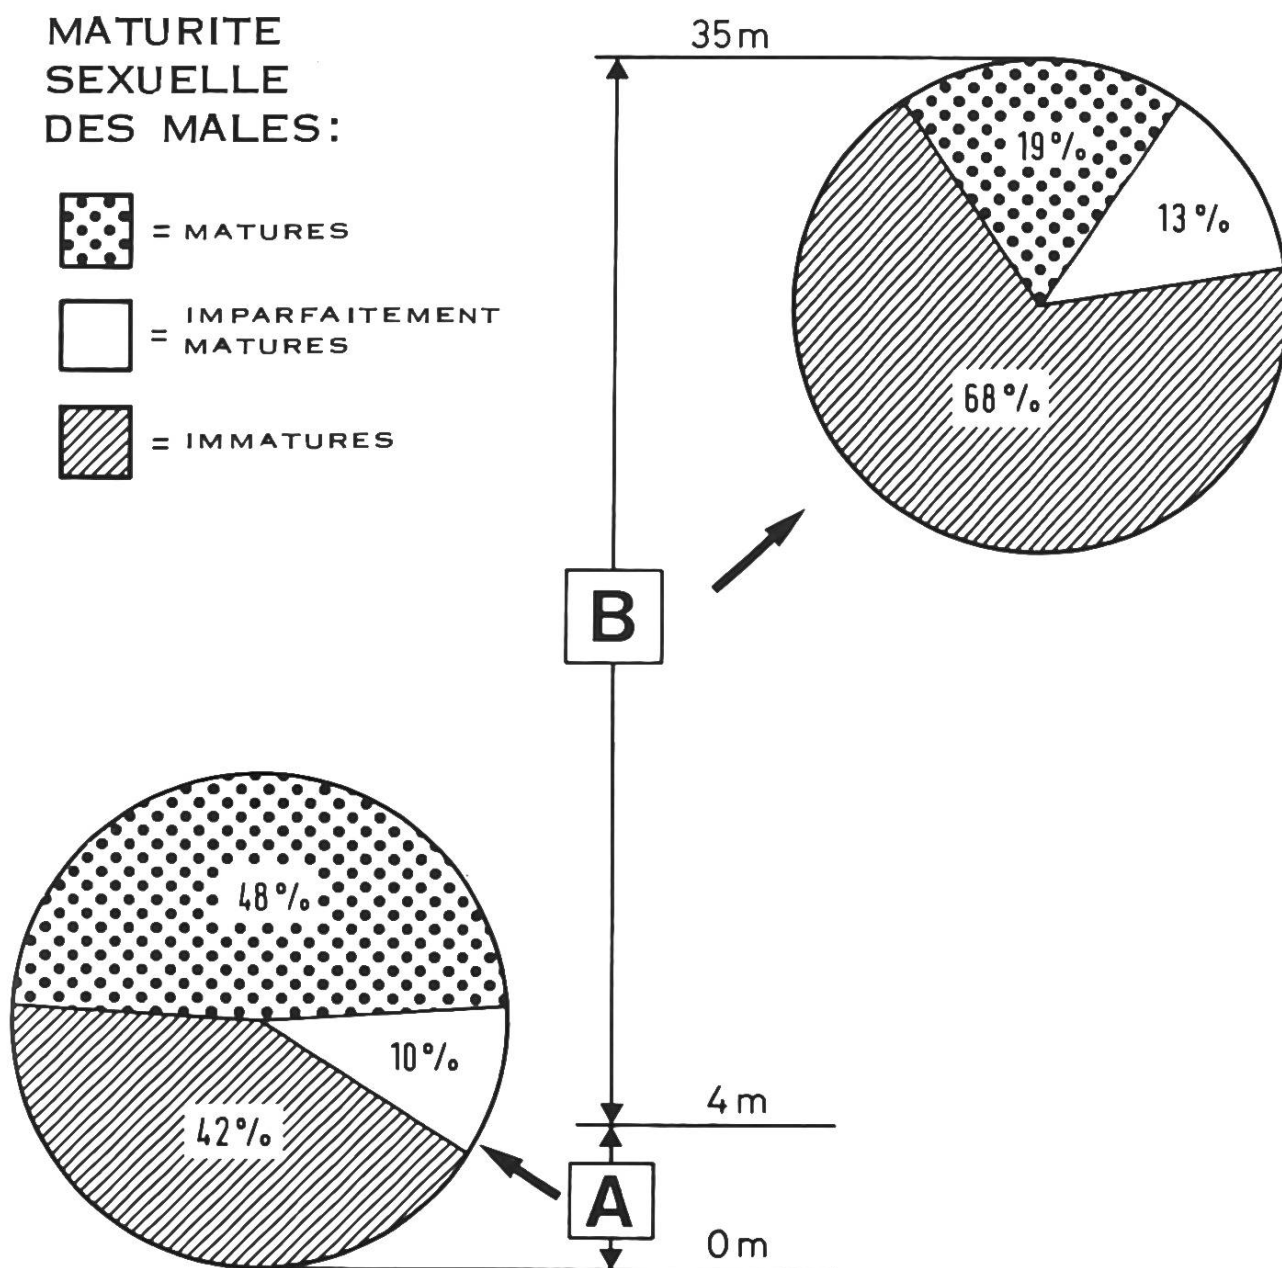 MATURITE
SEXUELLE
DES MALES:
= MATURES
= IMPARFAITEMENT
MATURES
= IMMATURES
35m
19%
13%
68%
B
48%
10%
42%
4m
A
0m